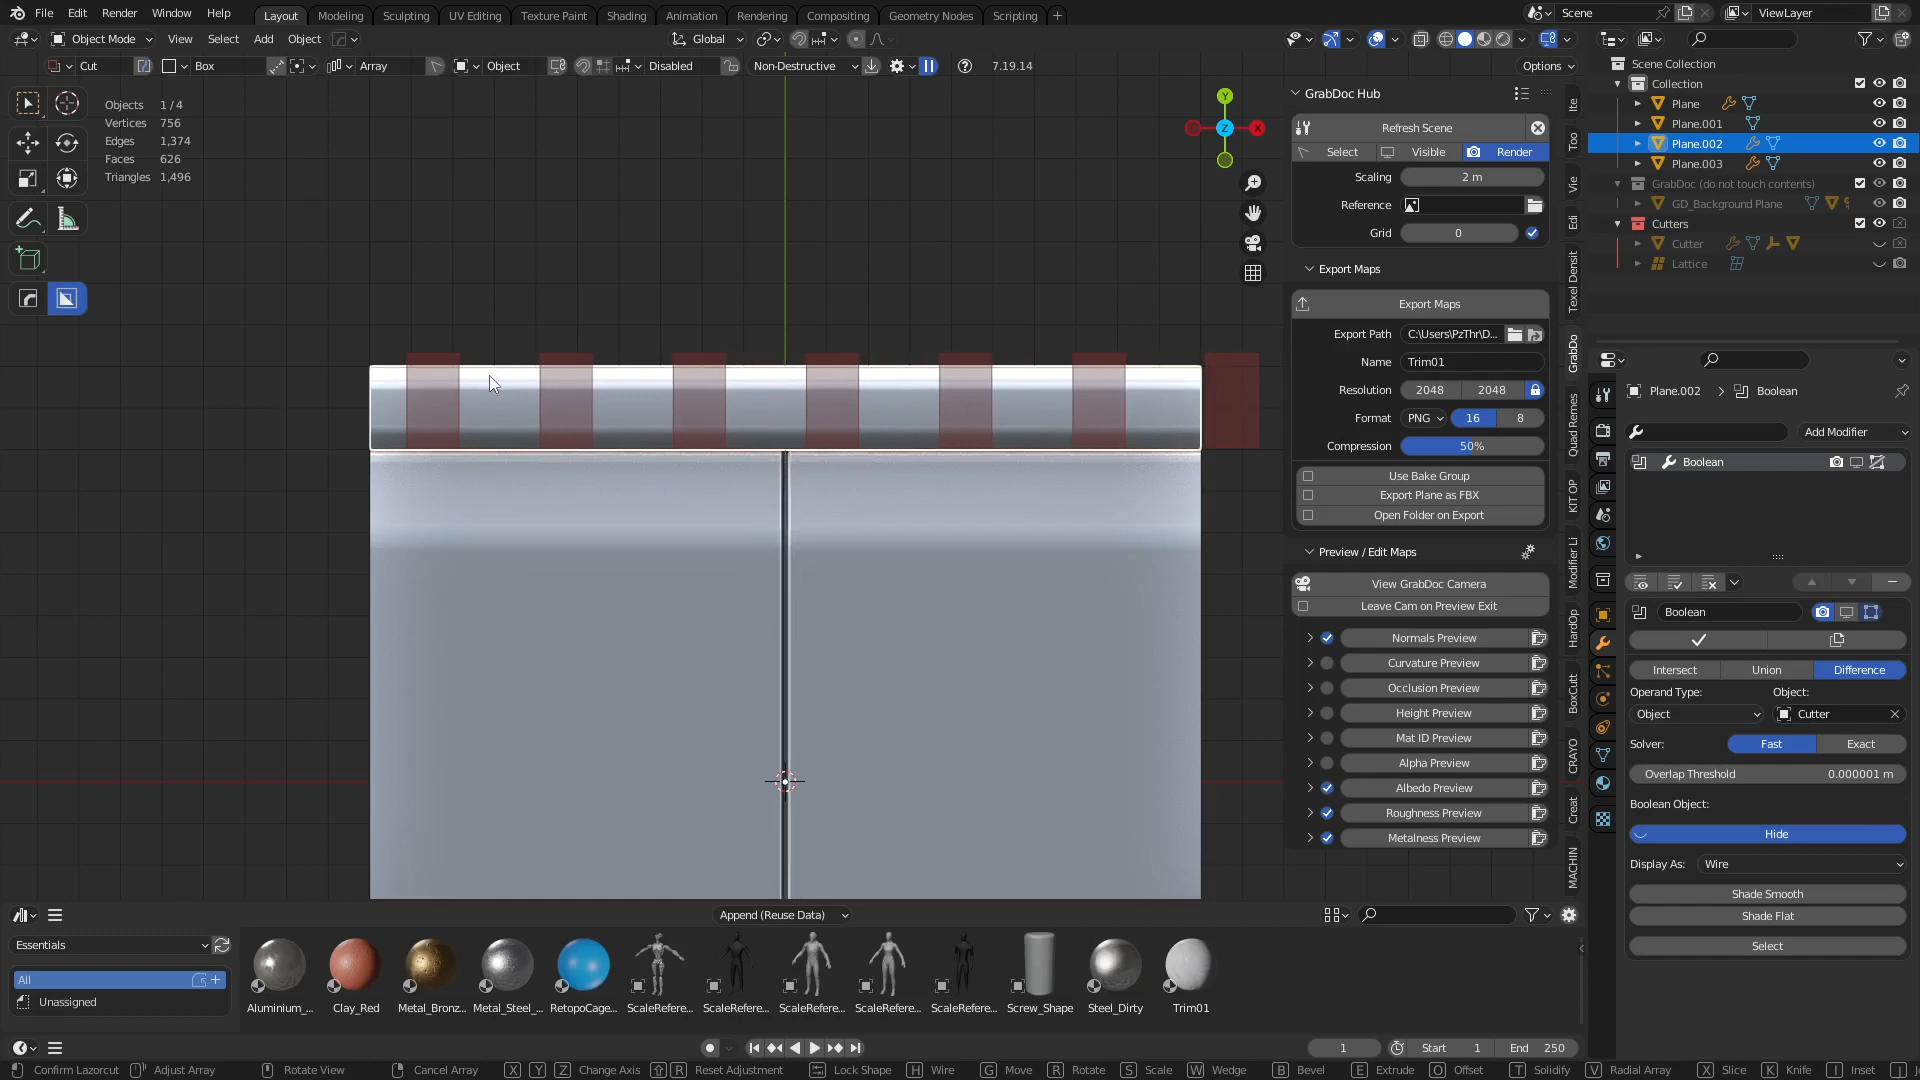 File Edit Render Window Help Layout Modeling Sculpting UV Editing Texture Paint Shading Animation Rendering Compositing Geometry Nodes Scripting + Scene ViewLayer
Object Mode View Select Add Object Global
Cut Box Array Object Disabled Non-Destructive 7.19.14 Options
Objects 1 / 4
Vertices 756
Edges 1,374
Faces 626
Triangles 1,496
Y
Z X
GrabDoc Hub
Refresh Scene
Select Visible Render
Scaling 2 m
Reference
Grid 0
Export Maps
Export Maps
Export Path C:\Users\PzThr\D...
Name Trim01
Resolution 2048 2048
Format PNG 16 8
Compression 50%
Use Bake Group
Export Plane as FBX
Open Folder on Export
Preview / Edit Maps
View GrabDoc Camera
Leave Cam on Preview Exit
Normals Preview
Curvature Preview
Occlusion Preview
Height Preview
Mat ID Preview
Alpha Preview
Albedo Preview
Roughness Preview
Metalness Preview
Ite
Too
Vie
Edi
Texel Densit
GrabDo
Quad Remes
KIT OP
Modifier Li
HardOp
BoxCutt
CRAYO
Creat
MACHIN
Scene Collection
Collection
Plane
Plane.001
Plane.002
Plane.003
GrabDoc (do not touch contents)
GD_Background Plane
Cutters
Cutter
Lattice
Plane.002 > Boolean
Add Modifier
Boolean
Boolean
Intersect Union Difference
Operand Type: Object:
Object Cutter
Solver: Fast Exact
Overlap Threshold 0.000001 m
Boolean Object:
Hide
Display As: Wire
Shade Smooth
Shade Flat
Select
Append (Reuse Data)
Essentials
All
Unassigned
Aluminium_... Clay_Red Metal_Bronz... Metal_Steel_... RetopoCage... ScaleRefere... ScaleRefere... ScaleRefere... ScaleRefere... ScaleRefere... Screw_Shape Steel_Dirty Trim01
1 Start 1 End 250
Confirm Lazorcut Adjust Array Rotate View Cancel Array X Y Z Change Axis R Reset Adjustment Lock Shape H Wire G Move R Rotate S Scale W Wedge B Bevel E Extrude O Offset T Solidify V Radial Array X Slice K Knife I Inset J